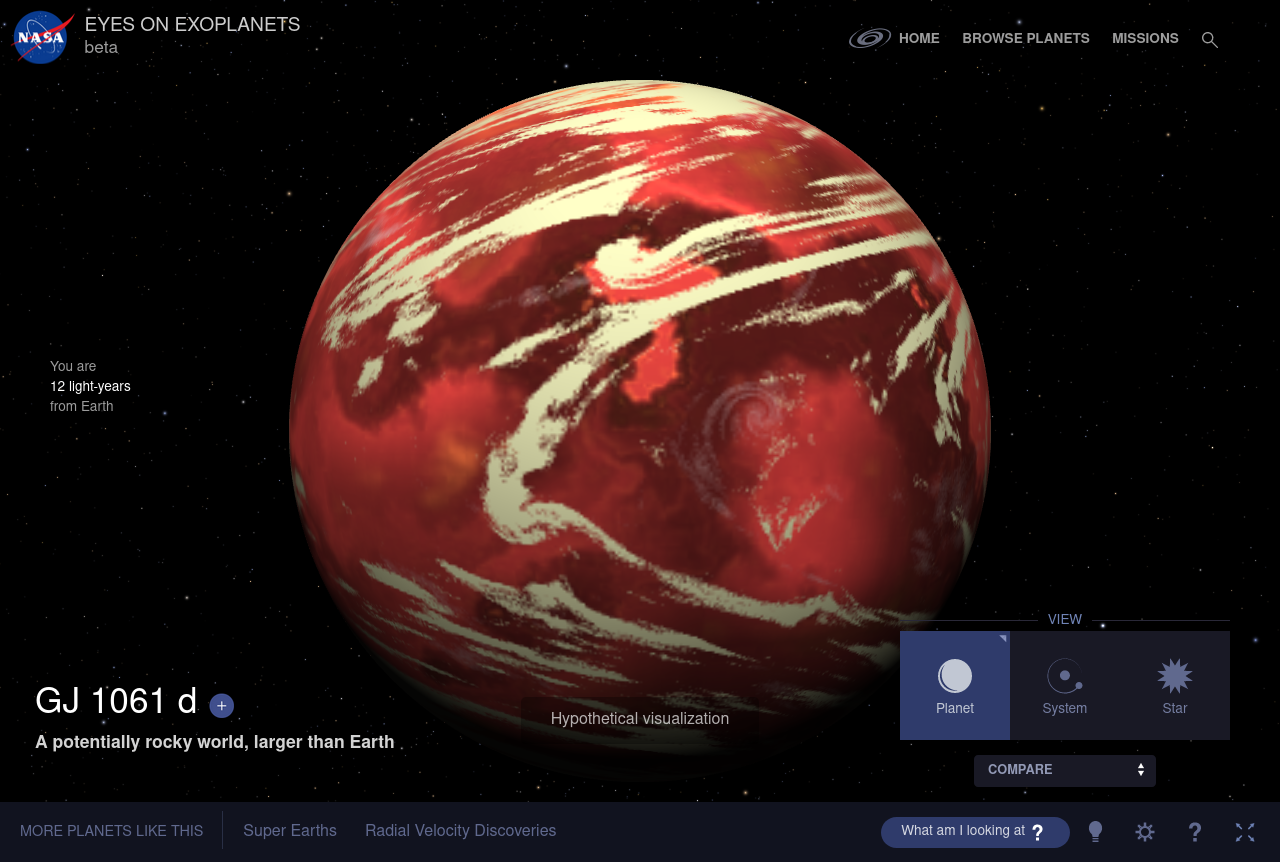 NASA
EYES ON EXOPLANETS
beta
HOME
BROWSE PLANETS
MISSIONS
You are
12 light-years
from Earth
VIEW
Planet
System
Star
GJ 1061 d +
A potentially rocky world, larger than Earth
Hypothetical visualization
COMPARE
MORE PLANETS LIKE THIS
Super Earths
Radial Velocity Discoveries
What am I looking at ?
?